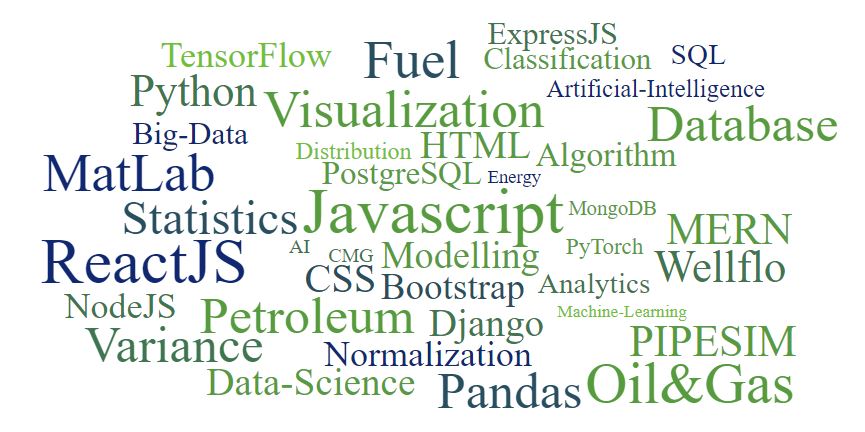 ExpressJS
TensorFlow
Fuel
Classification
SQL
Python
Visualization
Artificial-Intelligence
Database
Big-Data
Distribution
HTML
Algorithm
MatLab
PostgreSQL
Energy
Statistics
Javascript
MongoDB
MERN
ReactJS
AI
CMG
Modelling
PyTorch
Wellflo
CSS
Bootstrap
Analytics
NodeJS
Petroleum
Django
Machine-Learning
Variance
Normalization
PIPESIM
Data-Science
Pandas
Oil&Gas